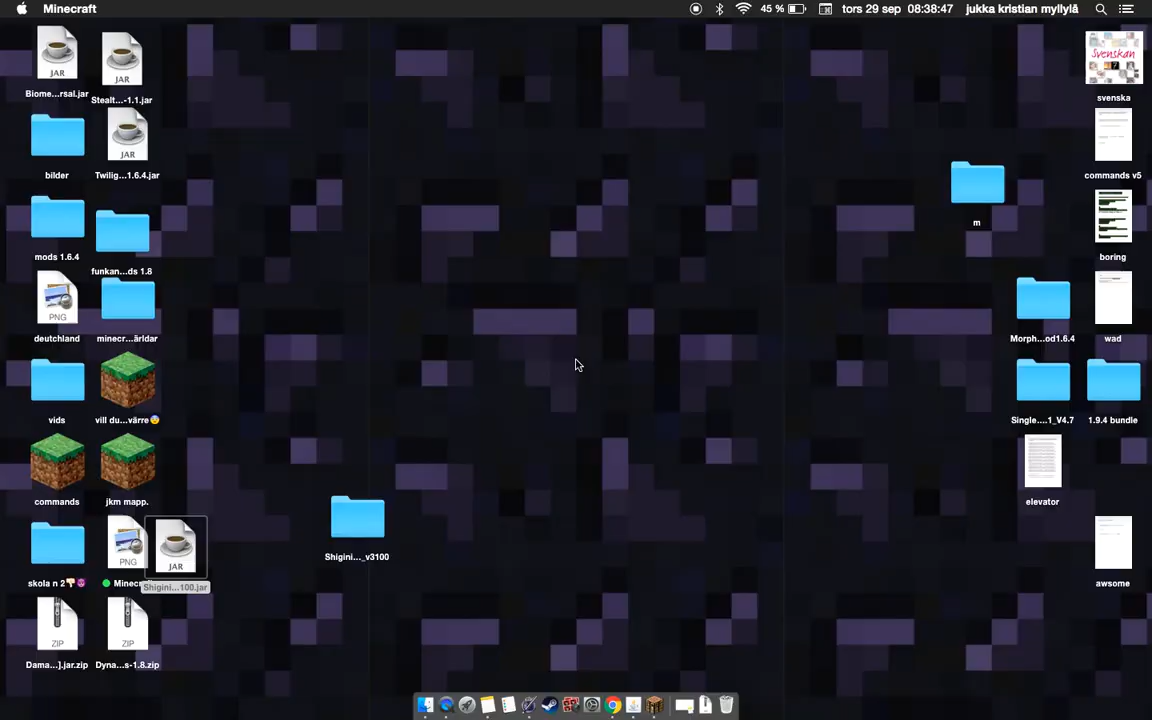 Minecraft
45 %
tors 29 sep 08:38:47
jukka kristian myllylä
JAR
Biome...rsal.jar
JAR
Stealt...-1.1.jar
Svenskan
svenska
bilder
JAR
Twilig...1.6.4.jar
commands v5
m
mods 1.6.4
funkan...ds 1.8
boring
PNG
deutchland
minecr...ärldar
Morph...od1.6.4
wad
vids
vill du...värre😨
Single....1_V4.7
1.9.4 bundle
commands
jkm mapp.
elevator
Shigini..._v3100
skola n 2👎🏻😈
PNG
Minec
JAR
Shigini...100.jar
awsome
ZIP
Dama...].jar.zip
ZIP
Dyna...s-1.8.zip